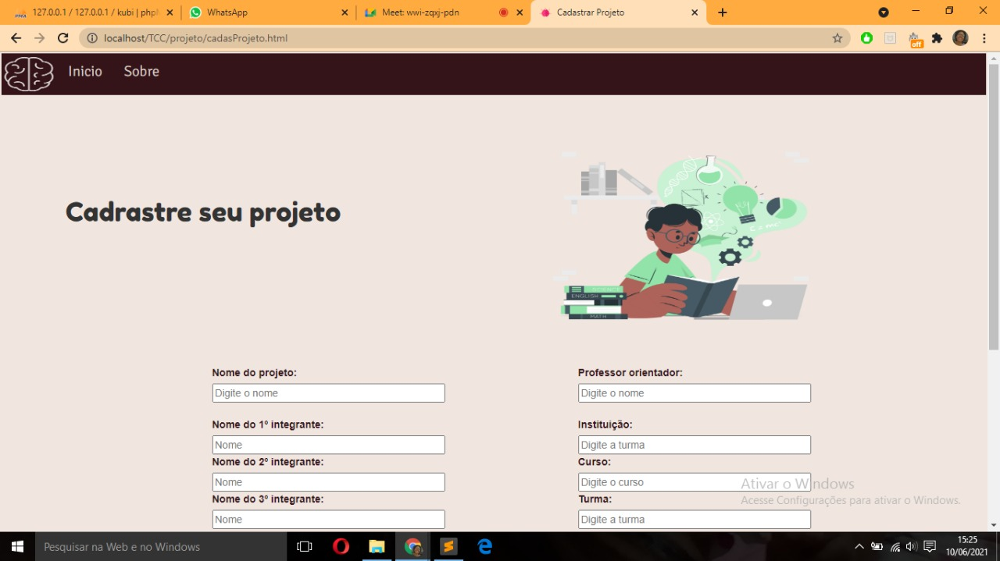 127.0.0.1 / 127.0.0.1 / kubi | phpM
WhatsApp
Meet: wwi-zqxj-pdn
Cadastrar Projeto
localhost/TCC/projeto/cadasProjeto.html
off
Inicio Sobre
Cadrastre seu projeto
SCIENCE
ENGLISH
MATH
Nome do projeto:
Digite o nome
Professor orientador:
Digite o nome
Nome do 1º integrante:
Nome
Instituição:
Digite a turma
Nome do 2º integrante:
Nome
Curso:
Digite o curso
Nome do 3º integrante:
Nome
Turma:
Digite a turma
Ativar o Windows
Acesse Configurações para ativar o Windows.
Pesquisar na Web e no Windows
15:25
10/06/2021